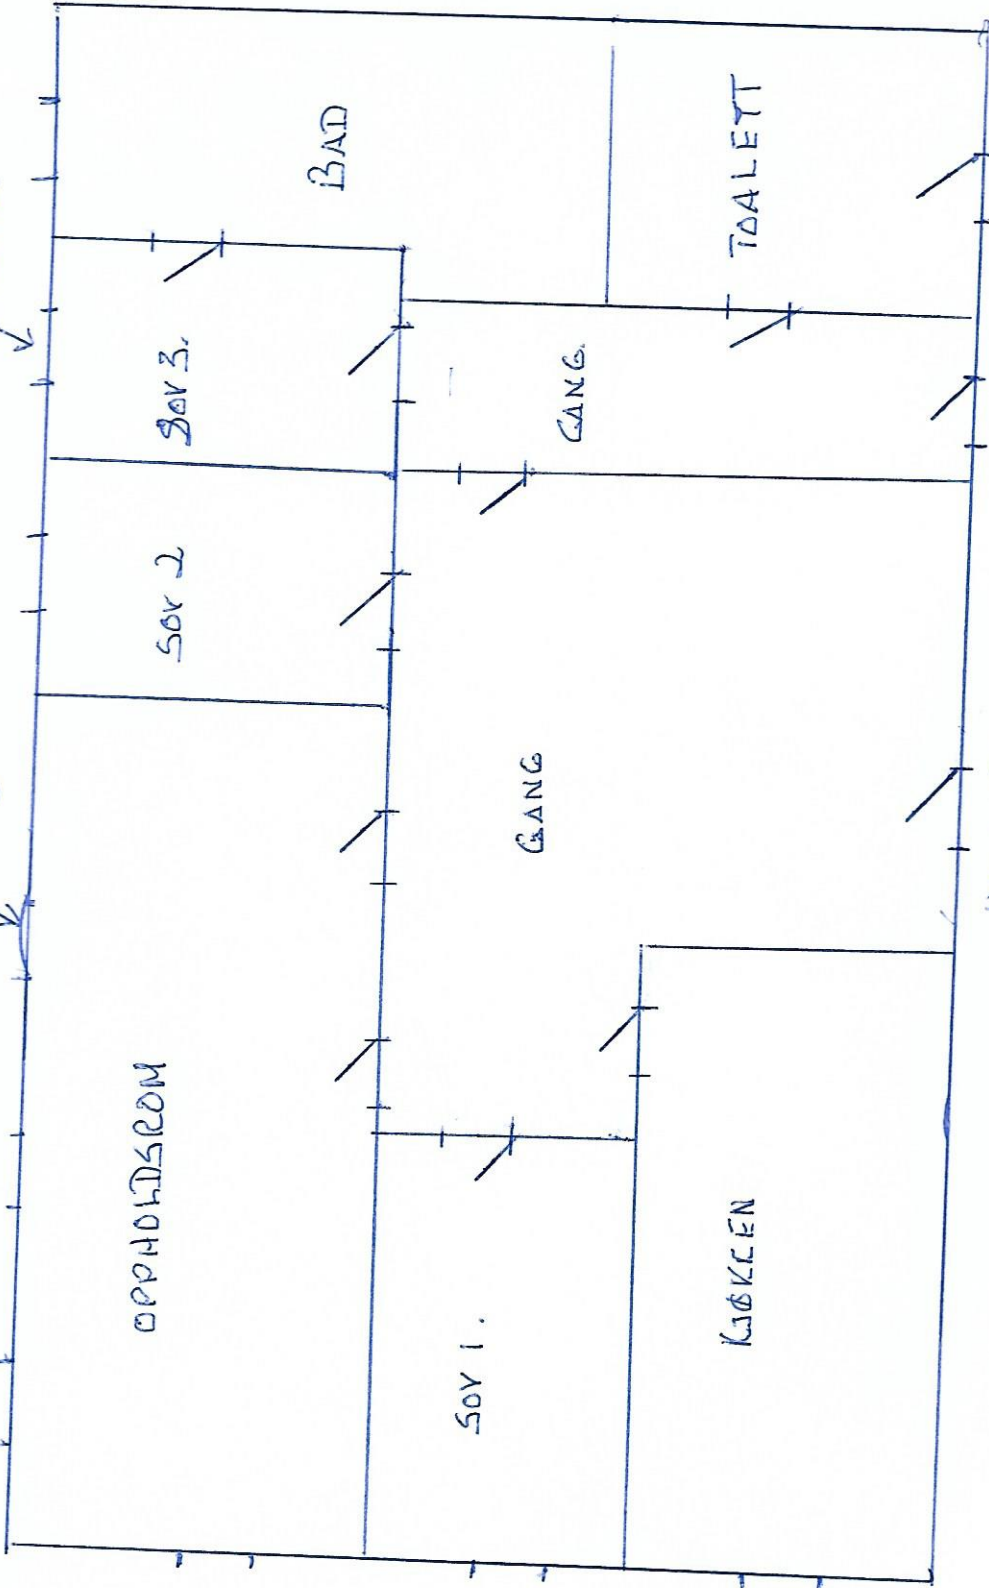 BAD
TOALETT
SOV 3.
GANG.
SOV 2
GANG
OPPHOLDSROM
SOV 1.
KJØKKEN